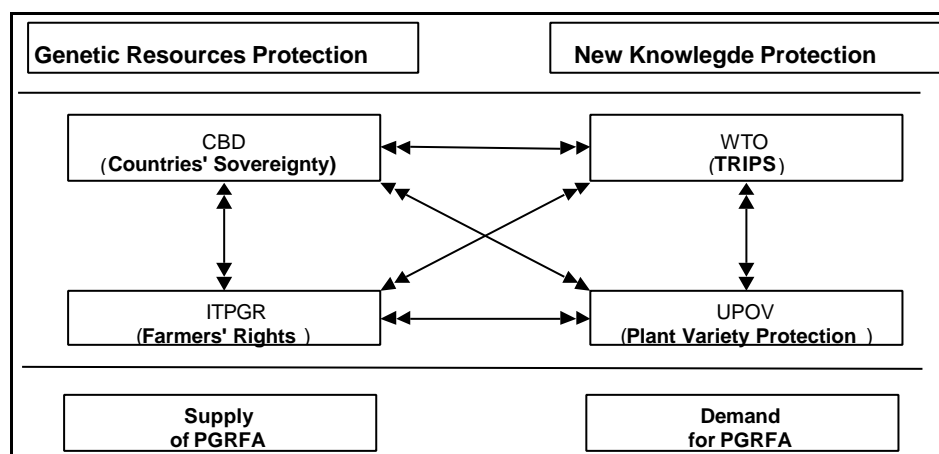 Genetic Resources Protection
New Knowlegde Protection
CBD
(Countries' Sovereignty)
WTO
(TRIPS)
ITPGR
(Farmers' Rights )
UPOV
(Plant Variety Protection )
Supply
of PGRFA
Demand
for PGRFA